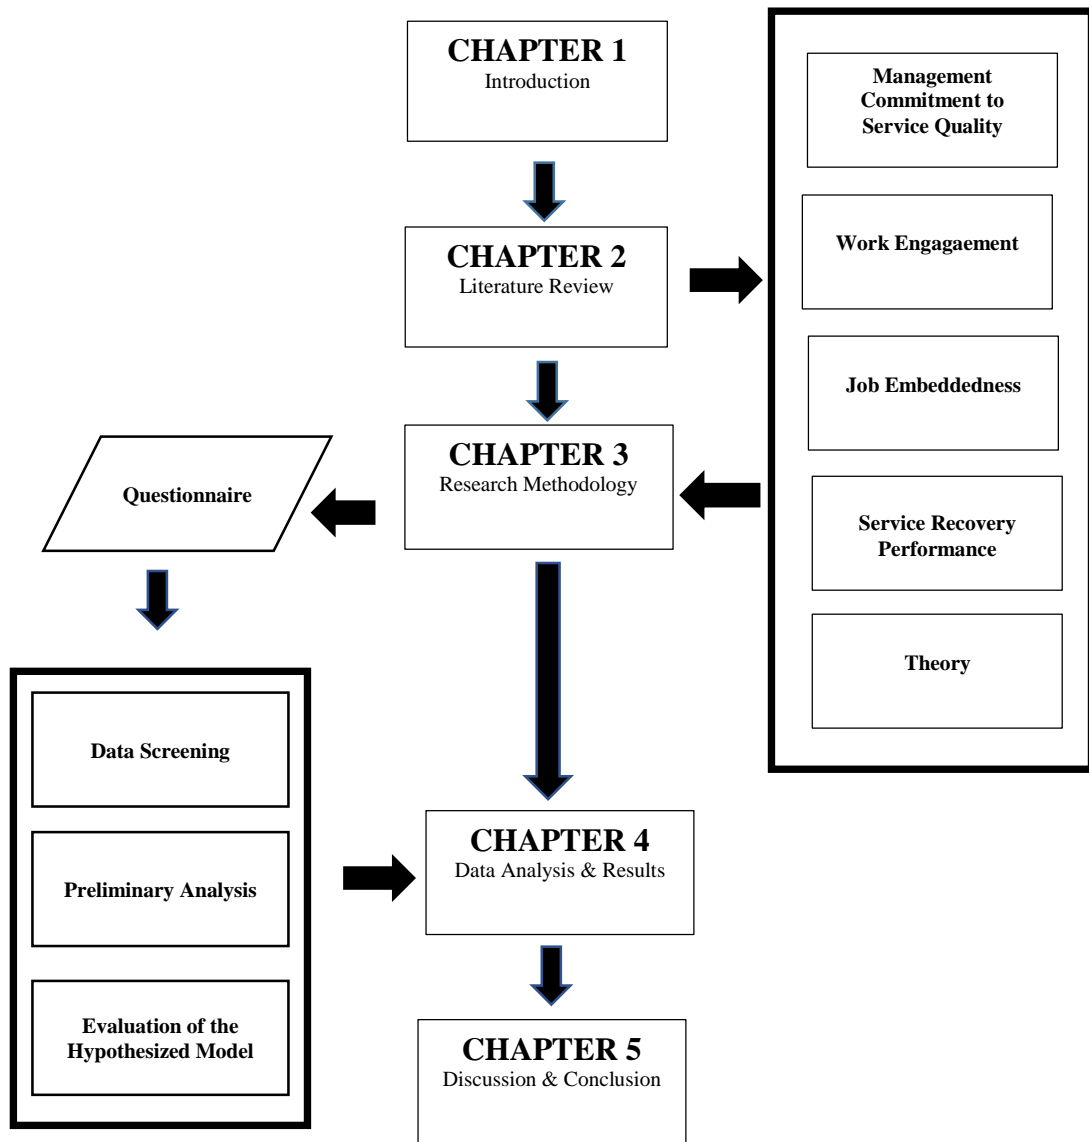 CHAPTER 1
Introduction
CHAPTER 2
Literature Review
Management
Commitment to
Service Quality
Work Engagaement
Job Embeddedness
Service Recovery
Performance
Theory
CHAPTER 3
Research Methodology
Questionnaire
Data Screening
Preliminary Analysis
Evaluation of the
Hypothesized Model
CHAPTER 4
Data Analysis & Results
CHAPTER 5
Discussion & Conclusion